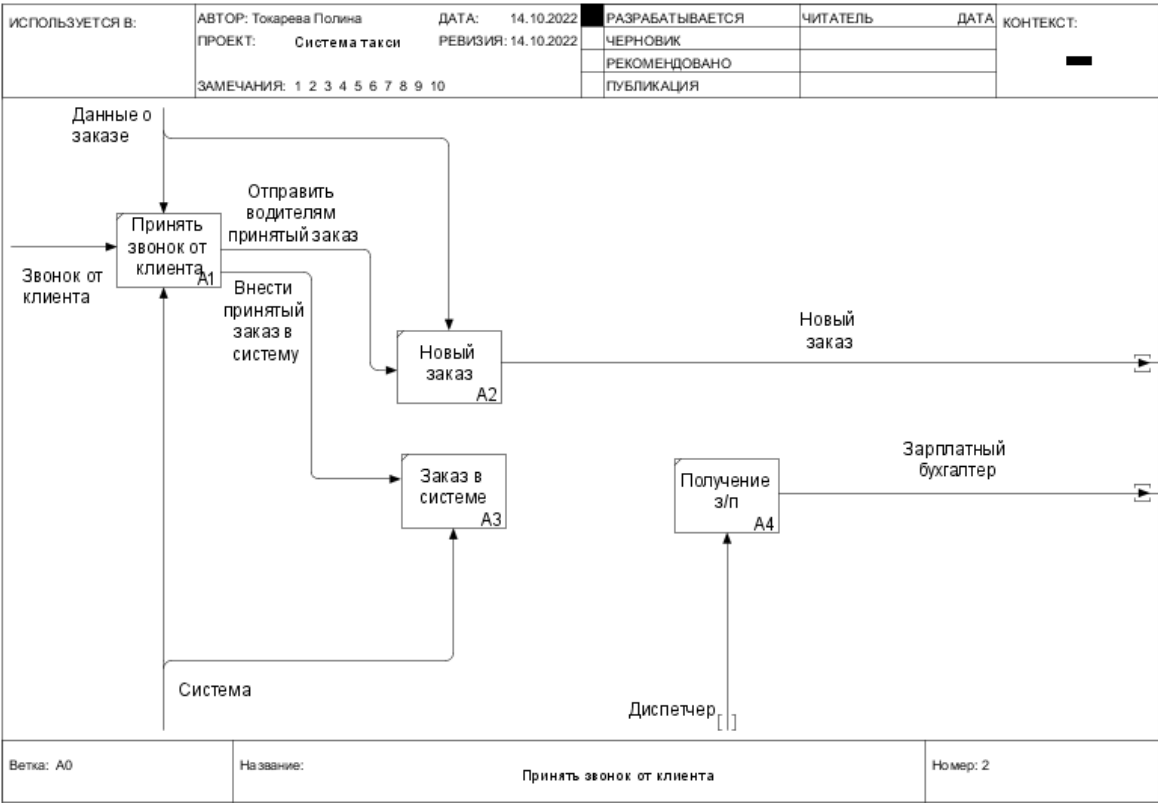 ИСПОЛЬЗУЕТСЯ В:
АВТОР: Токарева Полина
ДАТА: 14.10.2022
ПРОЕКТ: Система такси
РЕВИЗИЯ: 14.10.2022
ЗАМЕЧАНИЯ: 1 2 3 4 5 6 7 8 9 10
РАЗРАБАТЫВАЕТСЯ
ЧЕРНОВИК
РЕКОМЕНДОВАНО
ПУБЛИКАЦИЯ
ЧИТАТЕЛЬ
ДАТА
КОНТЕКСТ:
Данные о
заказе
Отправить
водителям
принятый заказ
Принять
звонок от
клиента
A1
Звонок от
клиента
Внести
принятый
заказ в
систему
Новый
заказ
A2
Новый
заказ
Заказ в
системе
A3
Получение
з/п
A4
Зарплатный
бухгалтер
Система
Диспетчер
Ветка: A0
Название:
Принять звонок от клиента
Номер: 2